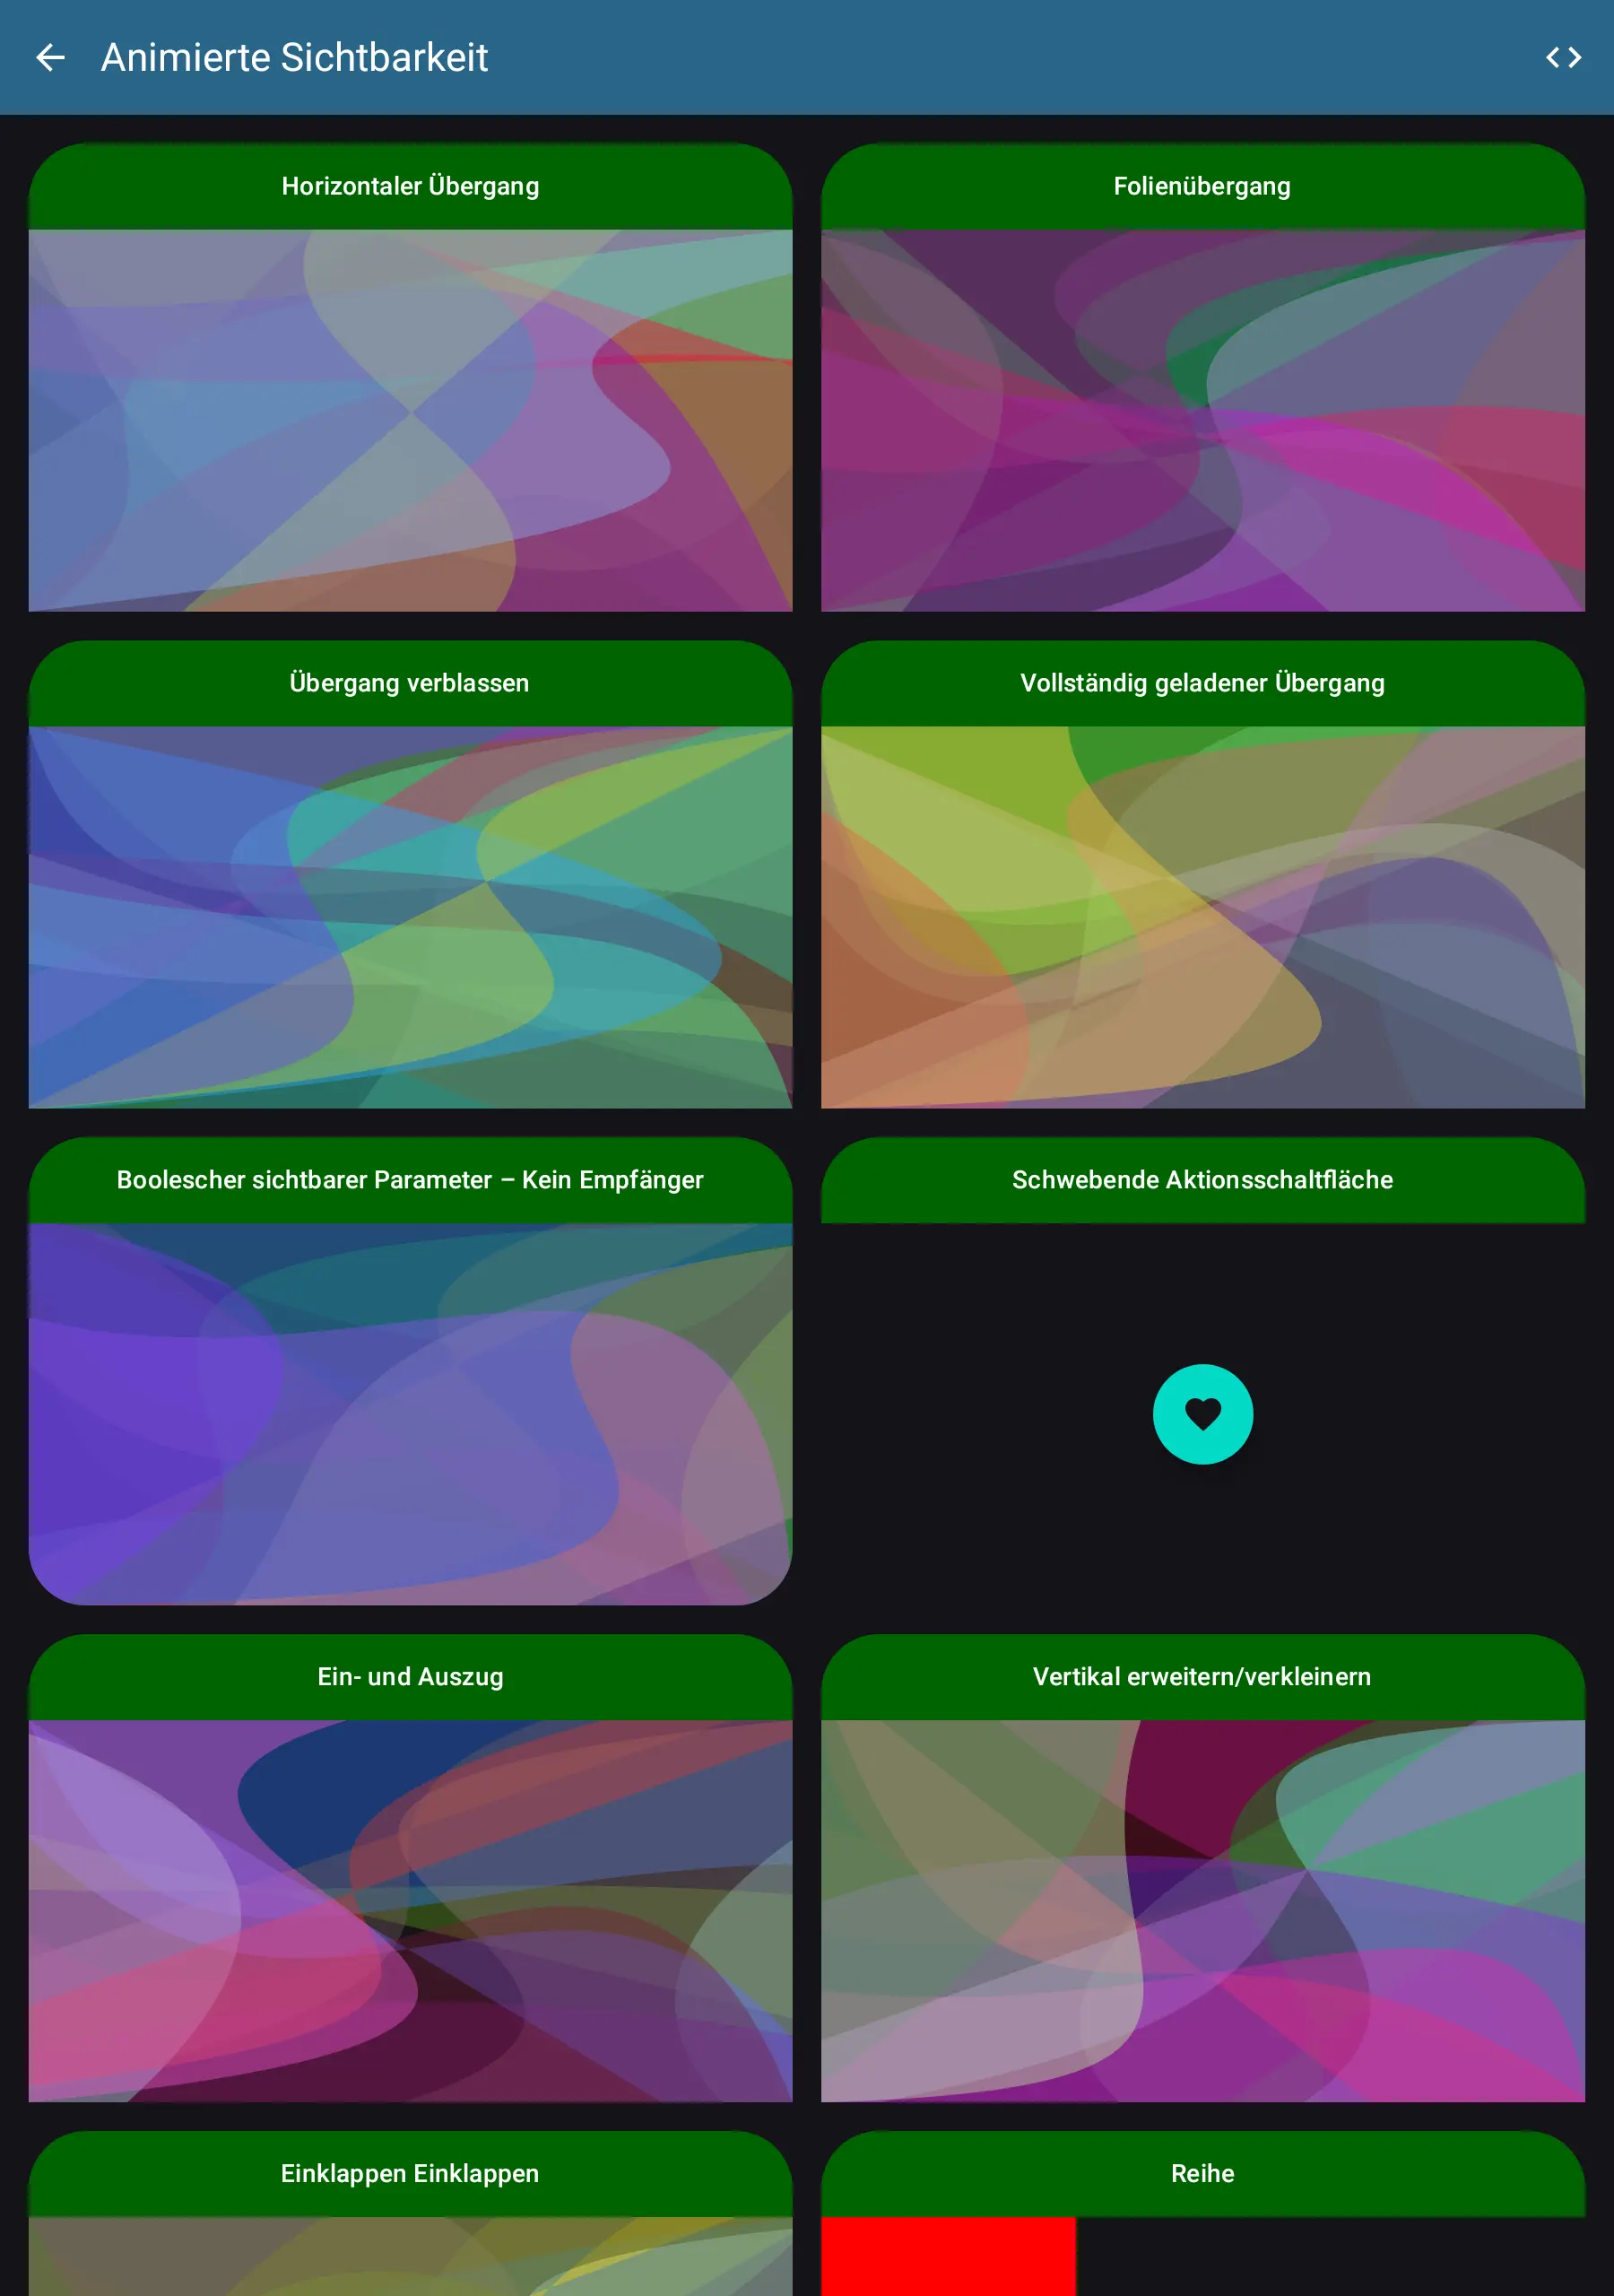 Animierte Sichtbarkeit
Horizontaler Übergang
Folienübergang
Übergang verblassen
Vollständig geladener Übergang
Boolescher sichtbarer Parameter – Kein Empfänger
Schwebende Aktionsschaltfläche
Ein- und Auszug
Vertikal erweitern/verkleinern
Einklappen Einklappen
Reihe